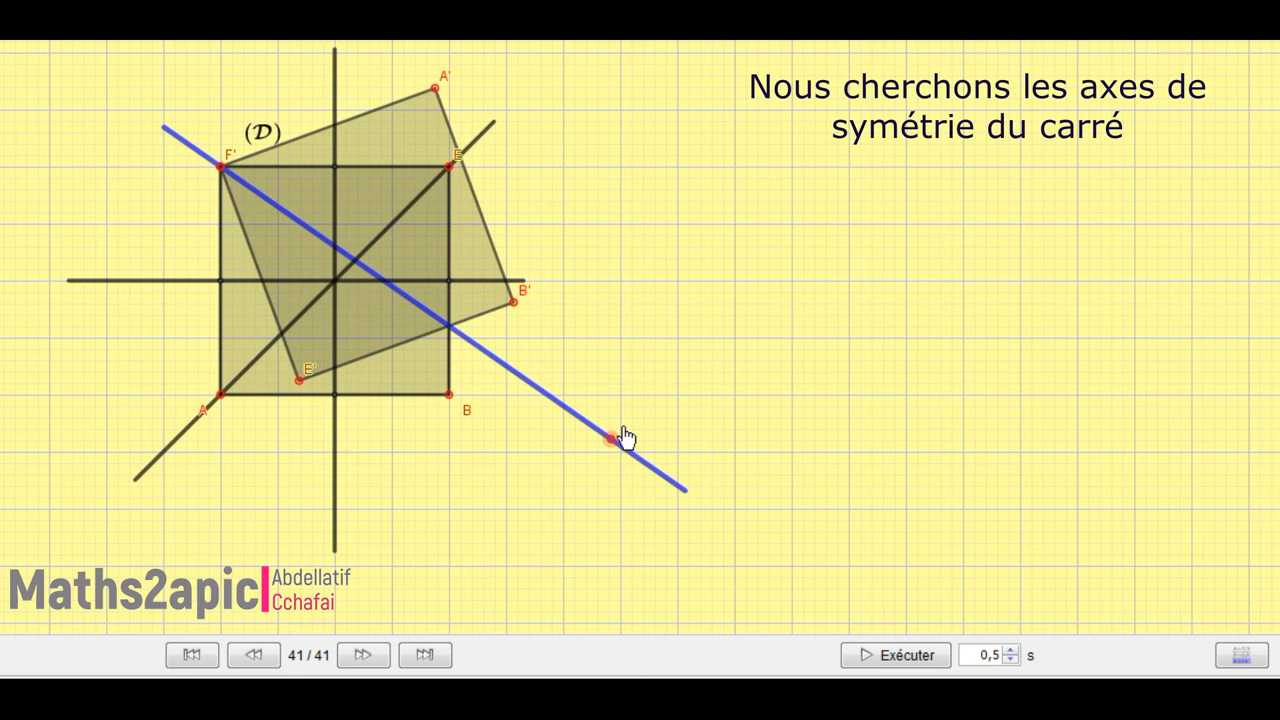 Nous cherchons les axes de
symétrie du carré
A'
(𝒟)
F'
E
B'
E'
A
B
Maths2apic
Abdellatif
Cchafai
41 / 41
Exécuter
0,5
s